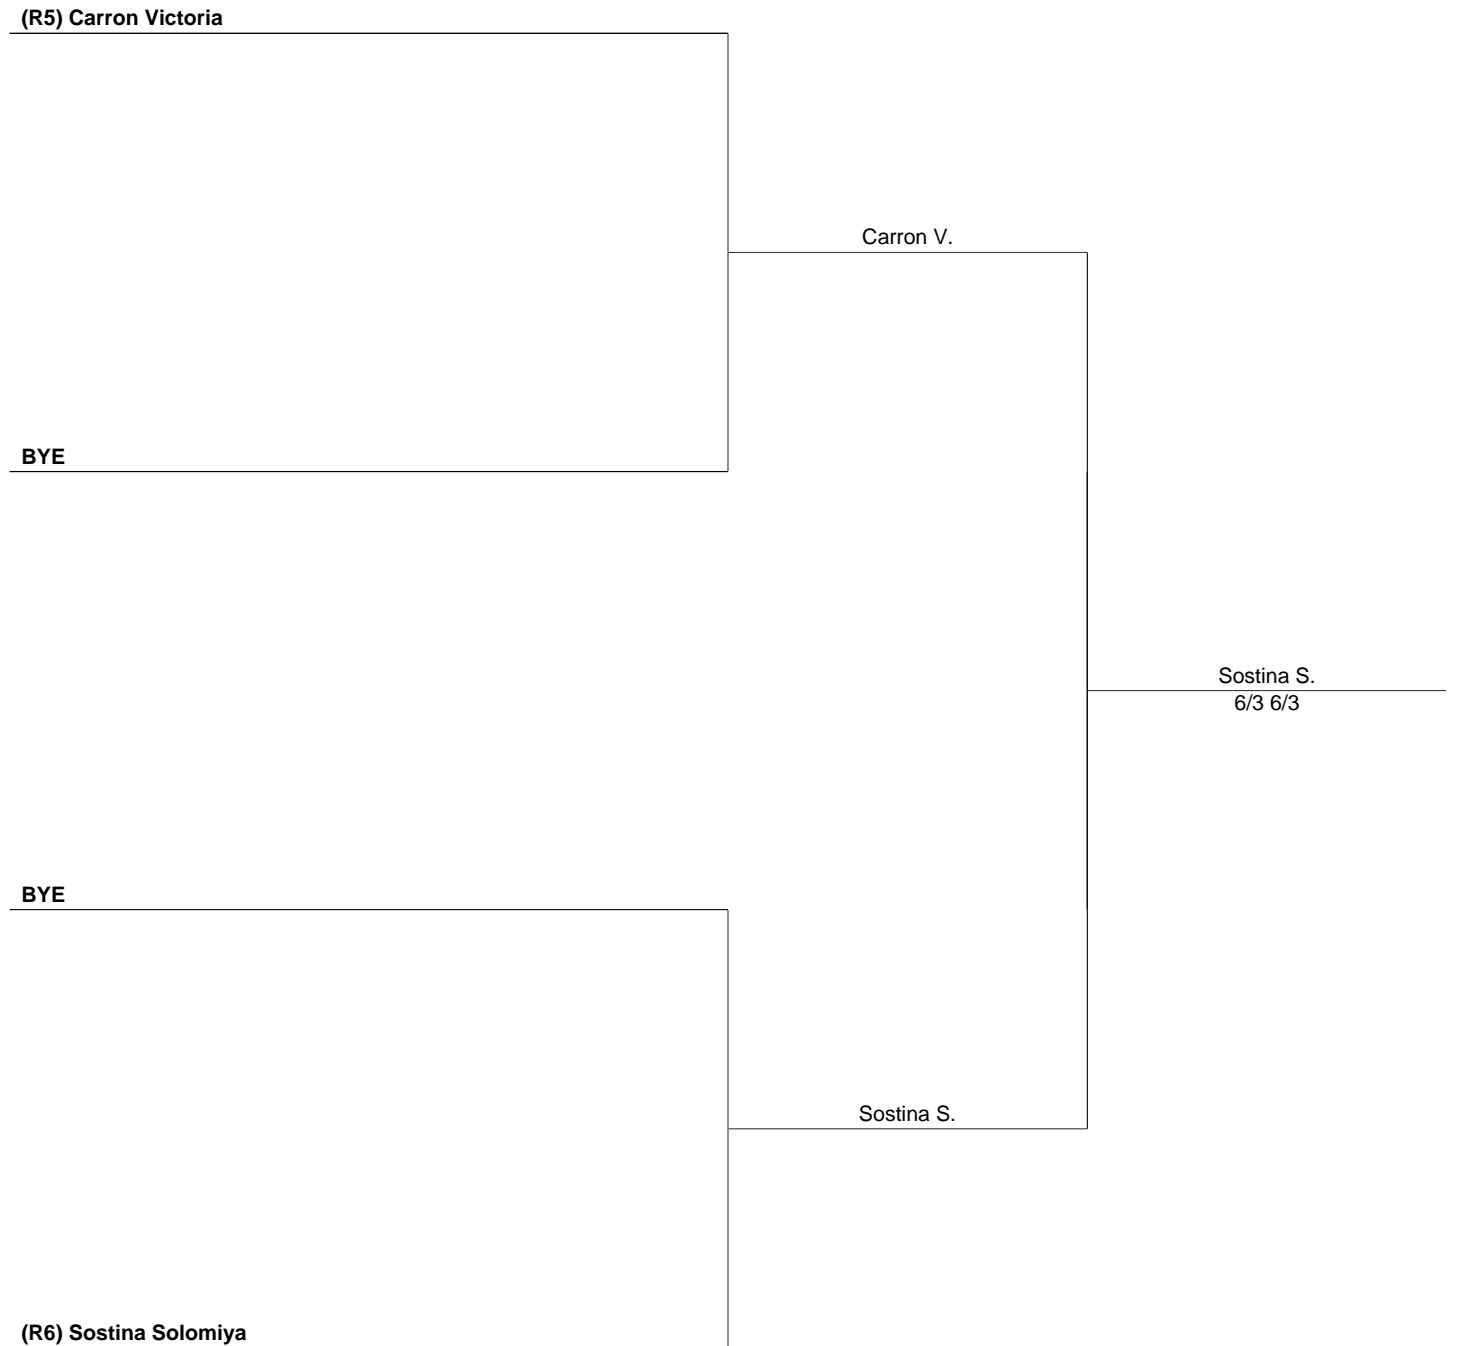 (R5) Carron Victoria
Carron V.
BYE
Sostina S.
6/3 6/3
BYE
Sostina S.
(R6) Sostina Solomiya